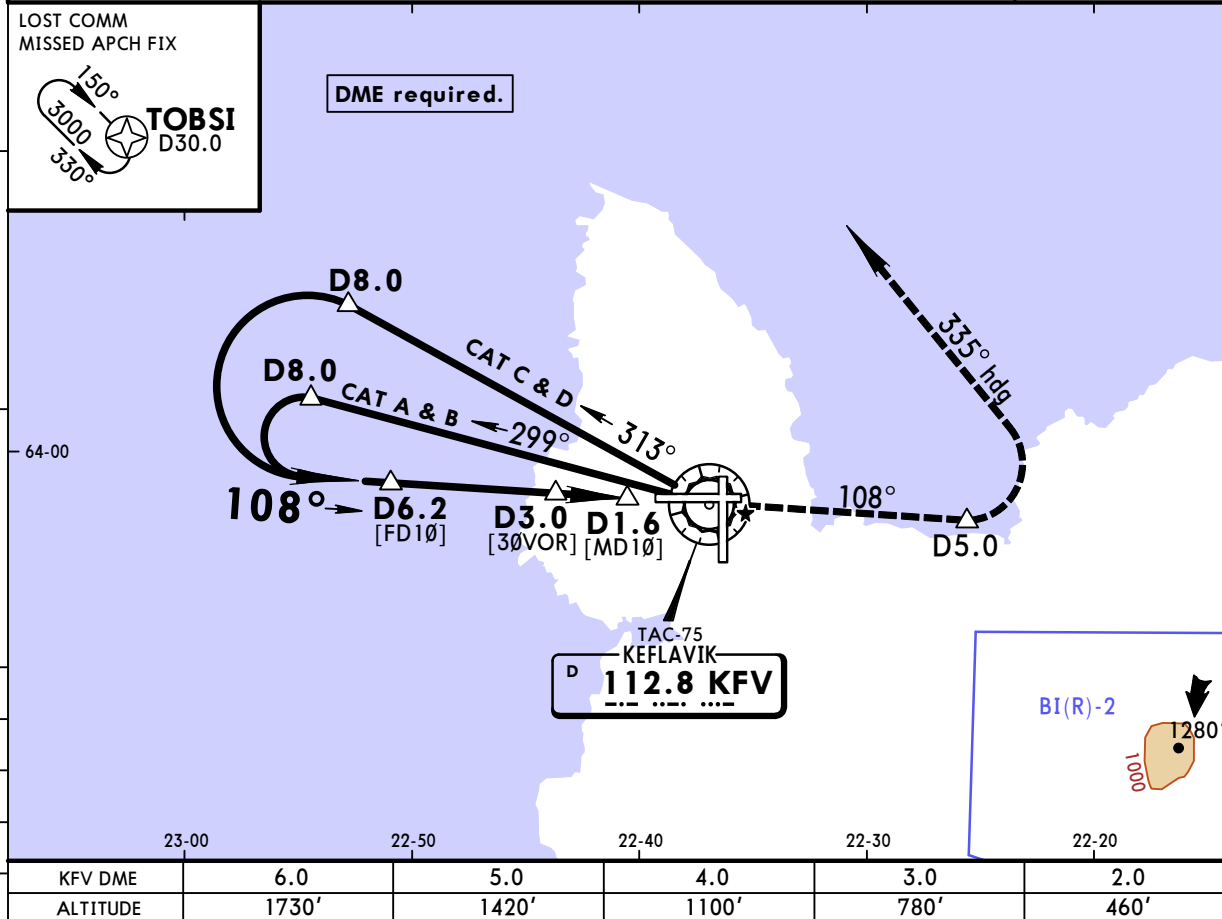 LOST COMM
MISSED APCH FIX
150°
3000
330°
TOBSI
D30.0
DME required.
D8.0
CAT C & D
313°
D8.0
CAT A & B
299°
335° hdg
64-00
108°
D6.2
[FD1Ø]
D3.0
[3ØVOR]
D1.6
[MD1Ø]
108°
D5.0
TAC-75
KEFLAVIK
D 112.8 KFV
BI(R)-2
1280'
1000
23-00 22-50 22-40 22-30 22-20
KFV DME 6.0 5.0 4.0 3.0 2.0
ALTITUDE 1730' 1420' 1100' 780' 460'